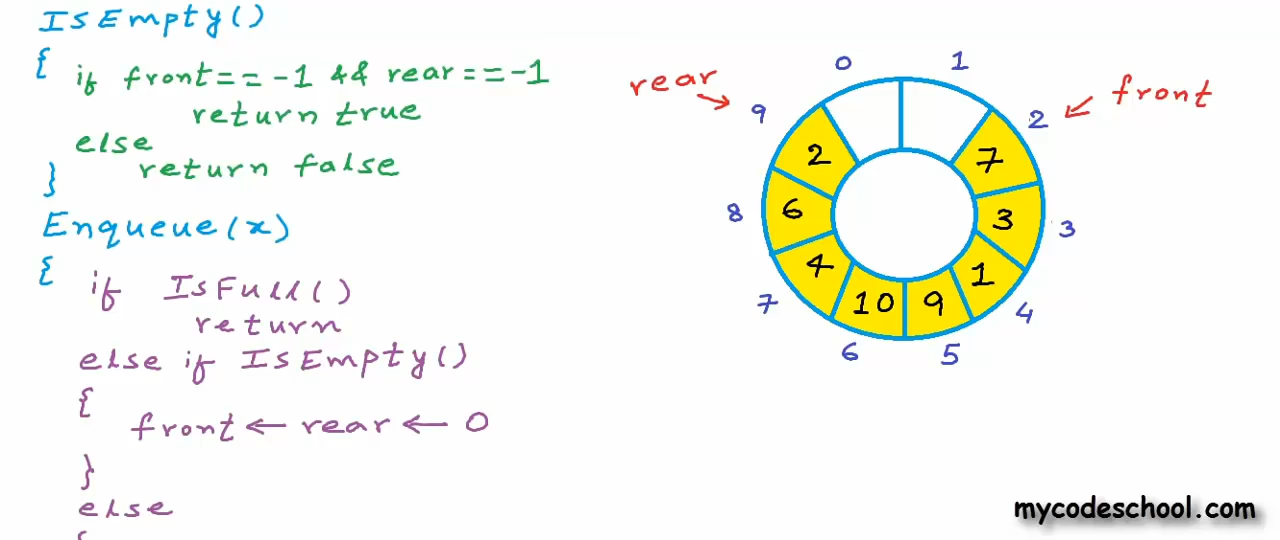 IsEmpty()
{
if front== -1 && rear==-1
return true
else
return false
}
Enqueue(x)
{
if IsFull()
return
else if IsEmpty()
{
front ← rear ← 0
}
else
{
0 1
rear
front
9
2
2
7
8
6
3
3
4
1
7
10
9
4
6
5
mycodeschool.com